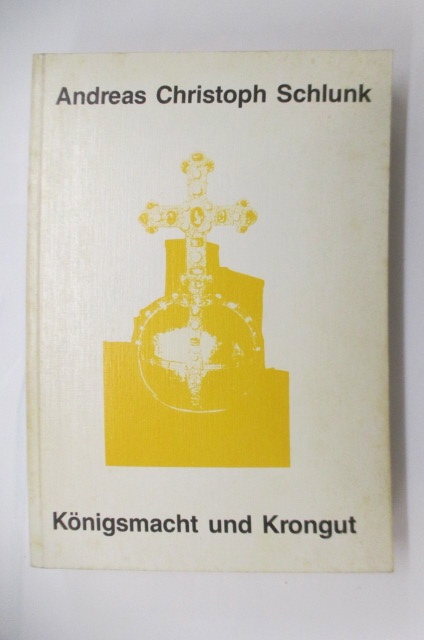 Andreas Christoph Schlunk
Königsmacht und Krongut